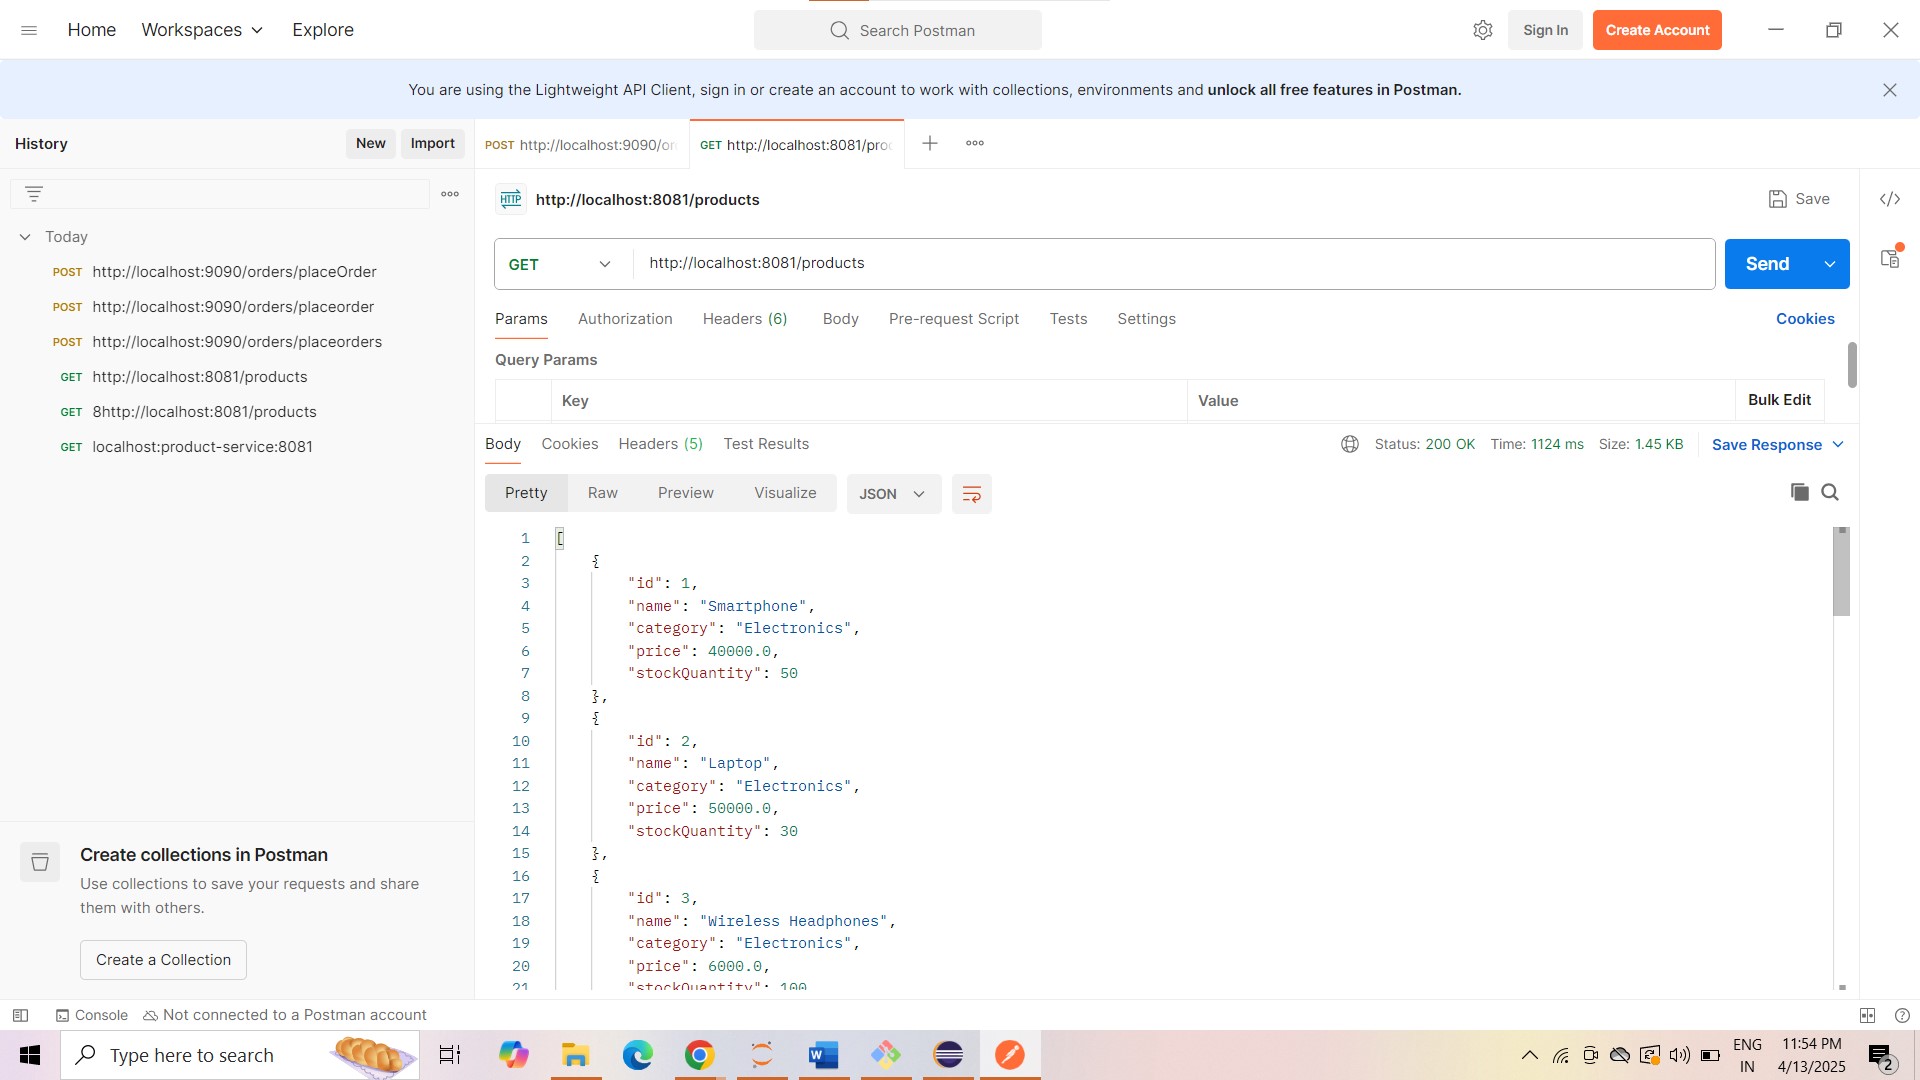 Home
Workspaces
Explore
Search Postman
Sign In
Create Account
You are using the Lightweight API Client, sign in or create an account to work with collections, environments and unlock all free features in Postman.
History
New
Import
POST http://localhost:9090/or
GET http://localhost:8081/pro
HTTP http://localhost:8081/products
Save
Today
POST http://localhost:9090/orders/placeOrder
POST http://localhost:9090/orders/placeorder
POST http://localhost:9090/orders/placeorders
GET http://localhost:8081/products
GET 8http://localhost:8081/products
GET localhost:product-service:8081
GET
http://localhost:8081/products
Send
Params
Authorization
Headers (6)
Body
Pre-request Script
Tests
Settings
Cookies
Query Params
Key
Value
Bulk Edit
Body
Cookies
Headers (5)
Test Results
Status: 200 OK
Time: 1124 ms
Size: 1.45 KB
Save Response
Pretty
Raw
Preview
Visualize
JSON
1 [
2 {
3 "id": 1,
4 "name": "Smartphone",
5 "category": "Electronics",
6 "price": 40000.0,
7 "stockQuantity": 50
8 },
9 {
10 "id": 2,
11 "name": "Laptop",
12 "category": "Electronics",
13 "price": 50000.0,
14 "stockQuantity": 30
15 },
16 {
17 "id": 3,
18 "name": "Wireless Headphones",
19 "category": "Electronics",
20 "price": 6000.0,
21 "stockQuantity": 100
Create collections in Postman
Use collections to save your requests and share
them with others.
Create a Collection
Console
Not connected to a Postman account
Type here to search
ENG
IN
11:54 PM
4/13/2025
2